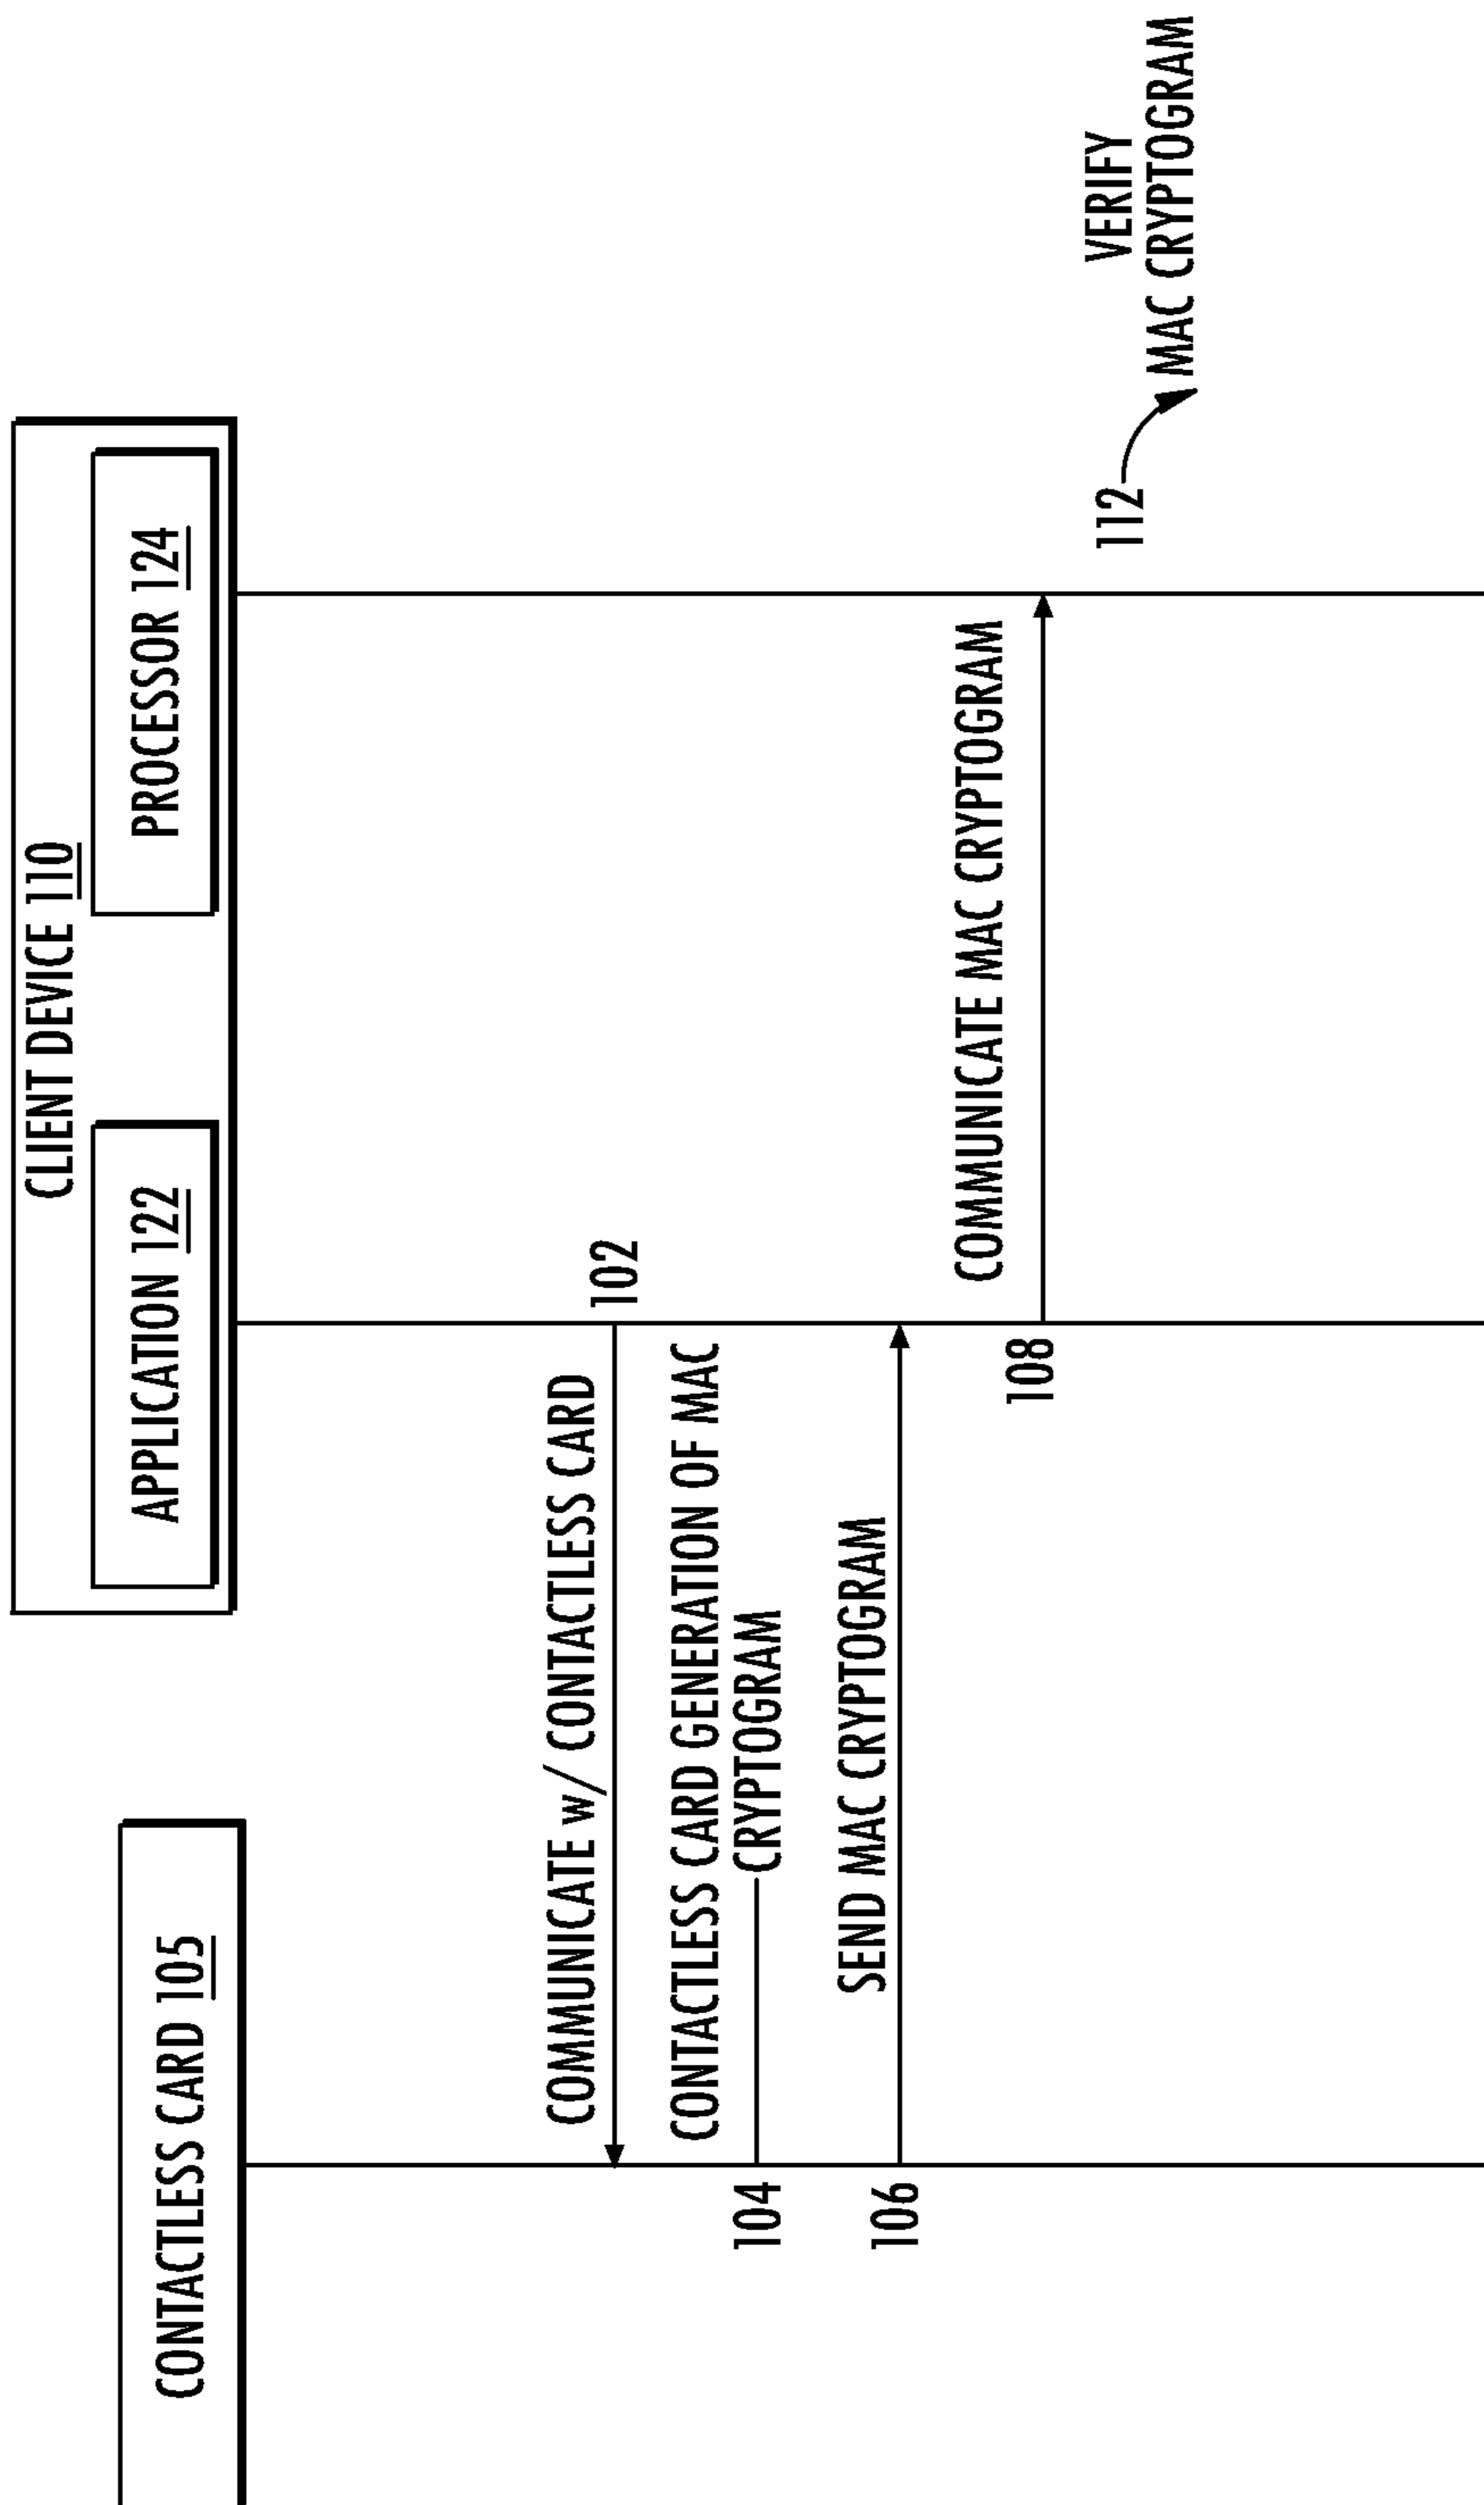 CLIENT DEVICE 110
CONTACTLESS CARD 105
APPLICATION 122
PROCESSOR 124
COMMUNICATE w/ CONTACTLESS CARD
102
CONTACTLESS CARD GENERATION OF MAC
CRYPTOGRAM
104
SEND MAC CRYPTOGRAM
106
COMMUNICATE MAC CRYPTOGRAM
108
VERIFY
MAC CRYPTOGRAM
112